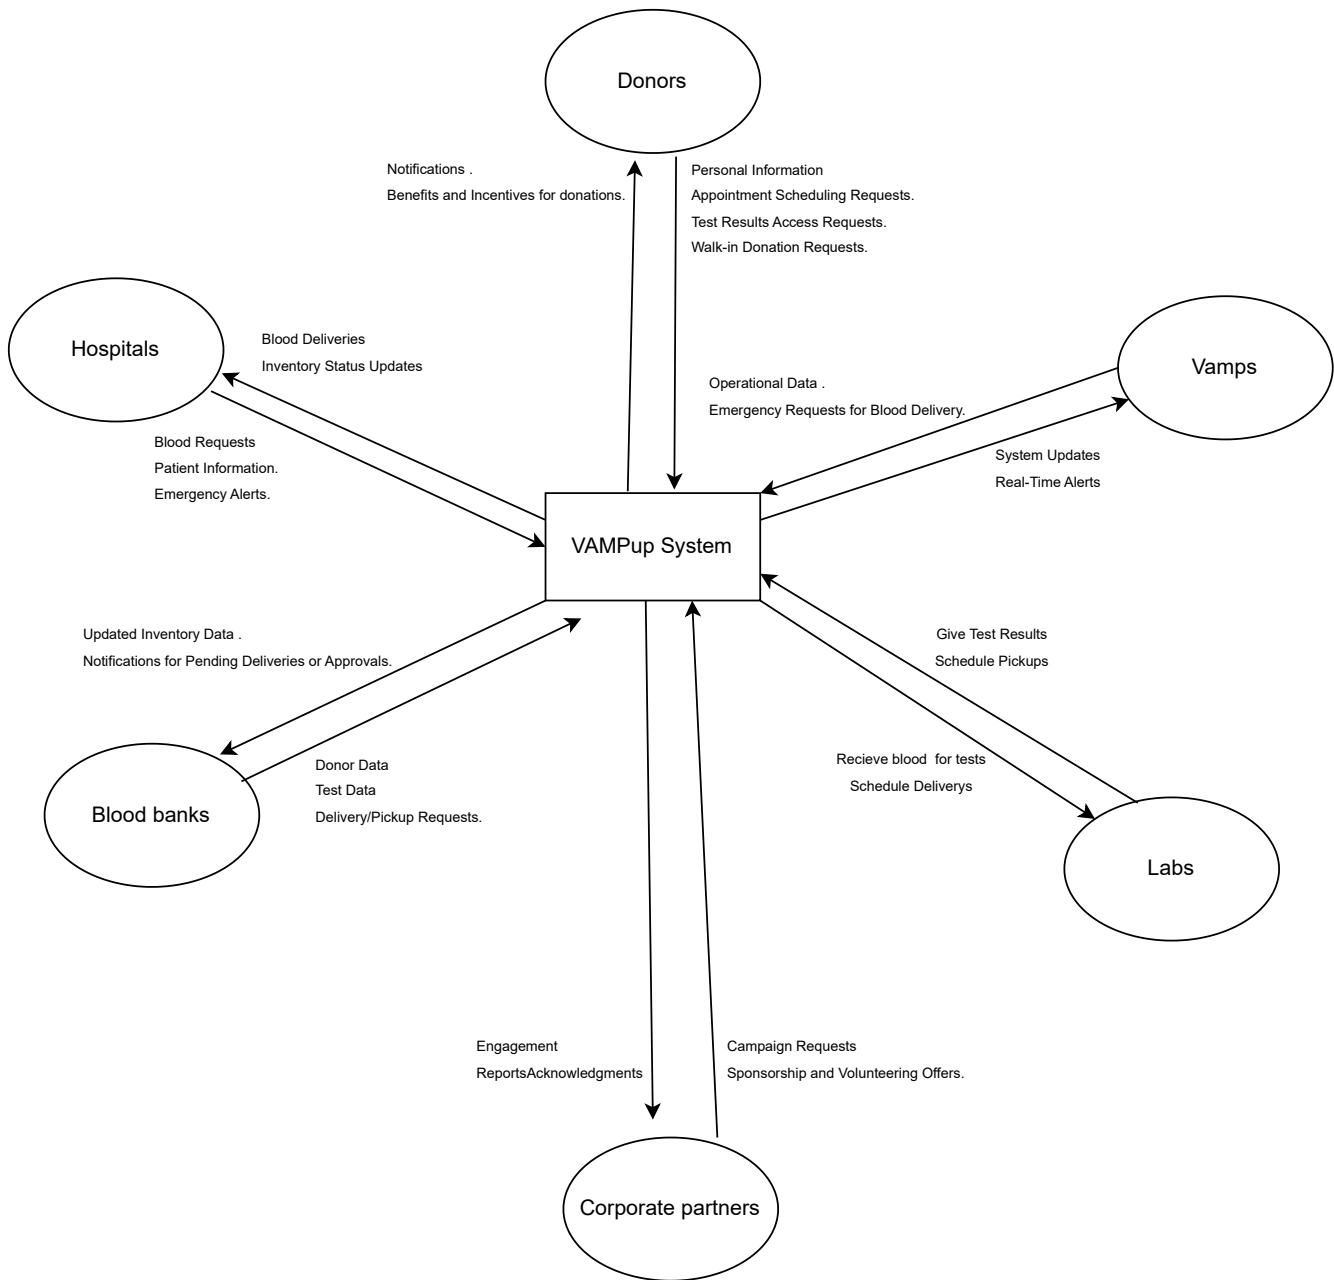 Donors
Notifications .
Benefits and Incentives for donations.
Personal Information
Appointment Scheduling Requests.
Test Results Access Requests.
Walk-in Donation Requests.
Hospitals
Blood Deliveries
Inventory Status Updates
Vamps
Operational Data .
Emergency Requests for Blood Delivery.
Blood Requests
Patient Information.
Emergency Alerts.
System Updates
Real-Time Alerts
VAMPup System
Updated Inventory Data .
Notifications for Pending Deliveries or Approvals.
Give Test Results
Schedule Pickups
Donor Data
Test Data
Delivery/Pickup Requests.
Recieve blood  for tests
Schedule Deliverys
Blood banks
Labs
Engagement
ReportsAcknowledgments
Campaign Requests
Sponsorship and Volunteering Offers.
Corporate partners